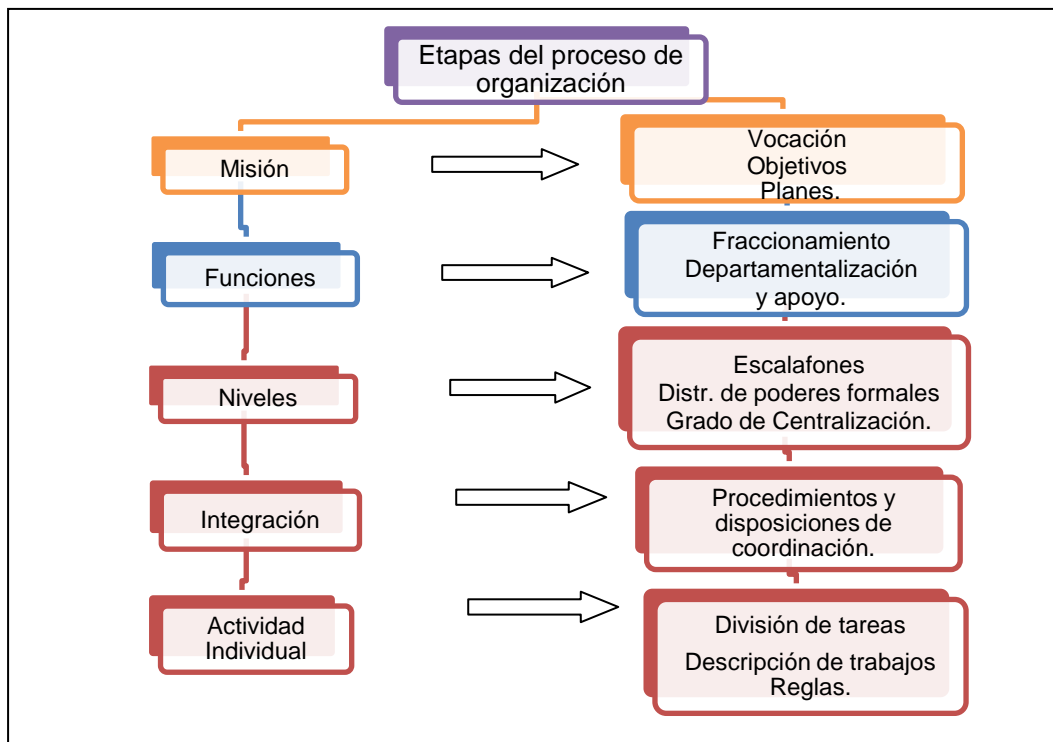 Etapas del proceso de
organización
Misión
Vocación
Objetivos
Planes.
Funciones
Fraccionamiento
Departamentalización
y apoyo.
Niveles
Escalafones
Distr. de poderes formales
Grado de Centralización.
Integración
Procedimientos y
disposiciones de
coordinación.
Actividad
Individual
División de tareas
Descripción de trabajos
Reglas.